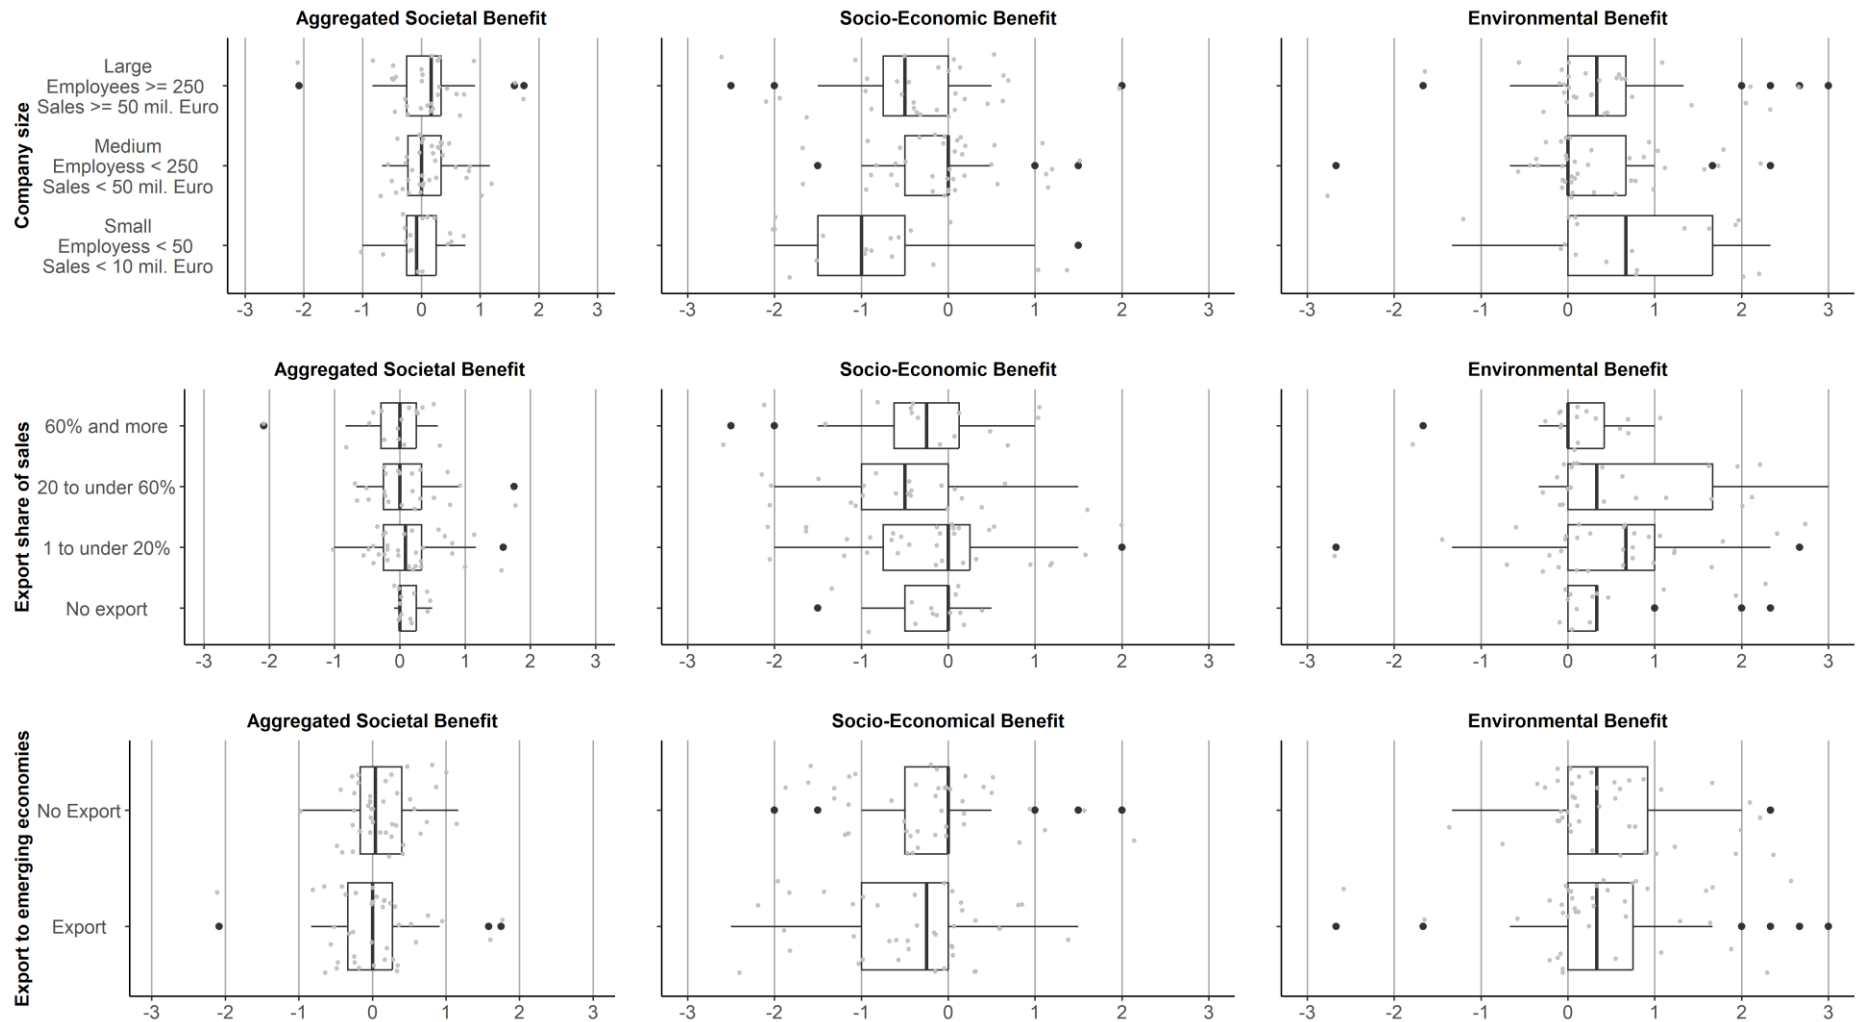 Aggregated Societal Benefit
Socio-Economic Benefit
Environmental Benefit
Company size
Large
Employees >= 250
Sales >= 50 mil. Euro
Medium
Employess < 250
Sales < 50 mil. Euro
Small
Employess < 50
Sales < 10 mil. Euro
-3 -2 -1 0 1 2 3
-3 -2 -1 0 1 2 3
-3 -2 -1 0 1 2 3
Aggregated Societal Benefit
Socio-Economic Benefit
Environmental Benefit
Export share of sales
60% and more
20 to under 60%
1 to under 20%
No export
-3 -2 -1 0 1 2 3
-3 -2 -1 0 1 2 3
-3 -2 -1 0 1 2 3
Aggregated Societal Benefit
Socio-Economical Benefit
Environmental Benefit
Export to emerging economies
No Export
Export
-3 -2 -1 0 1 2 3
-3 -2 -1 0 1 2 3
-3 -2 -1 0 1 2 3